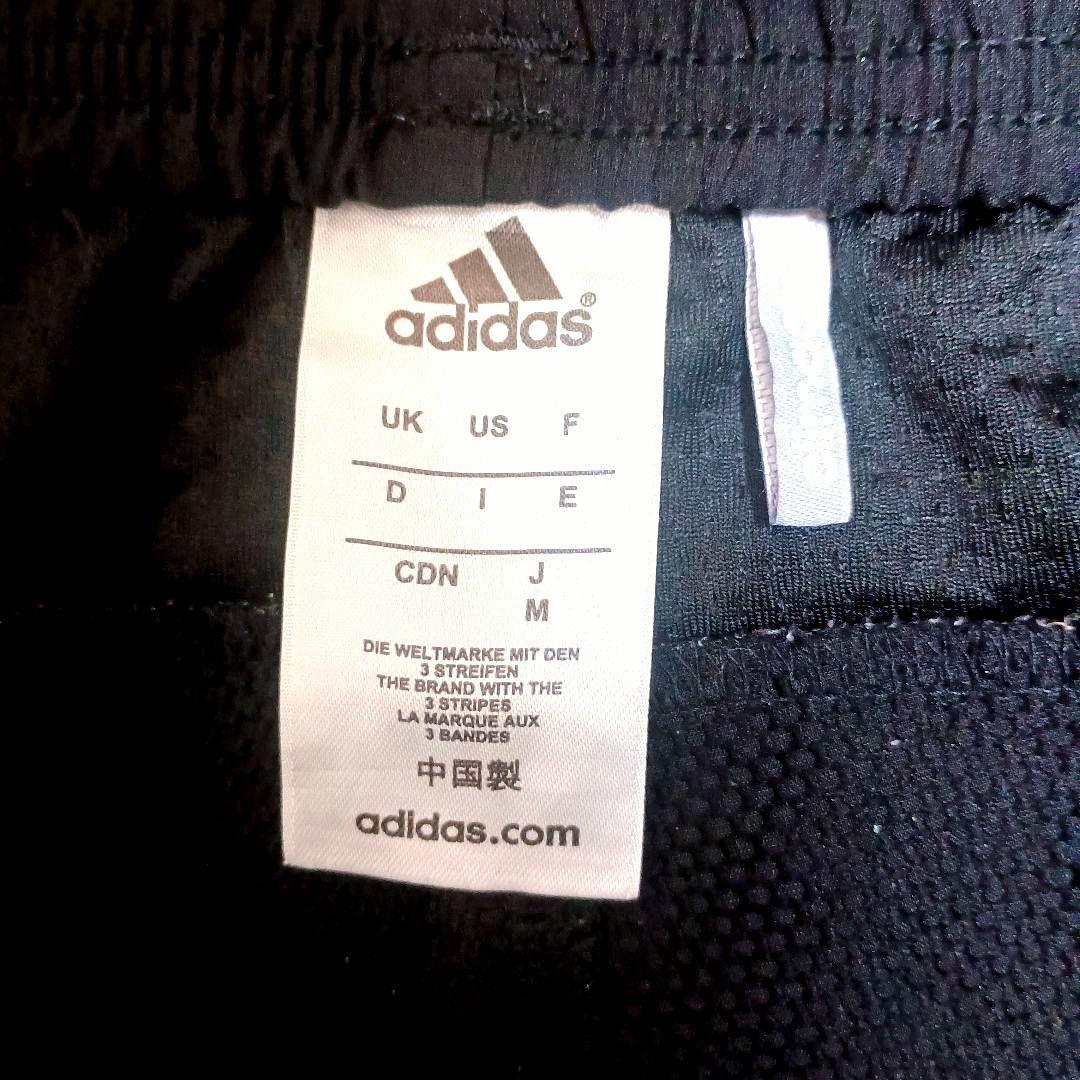 adidas®
UK US F
D I E
CDN J
M
DIE WELTMARKE MIT DEN
3 STREIFEN
THE BRAND WITH THE
3 STRIPES
LA MARQUE AUX
3 BANDES
中国製
adidas.com